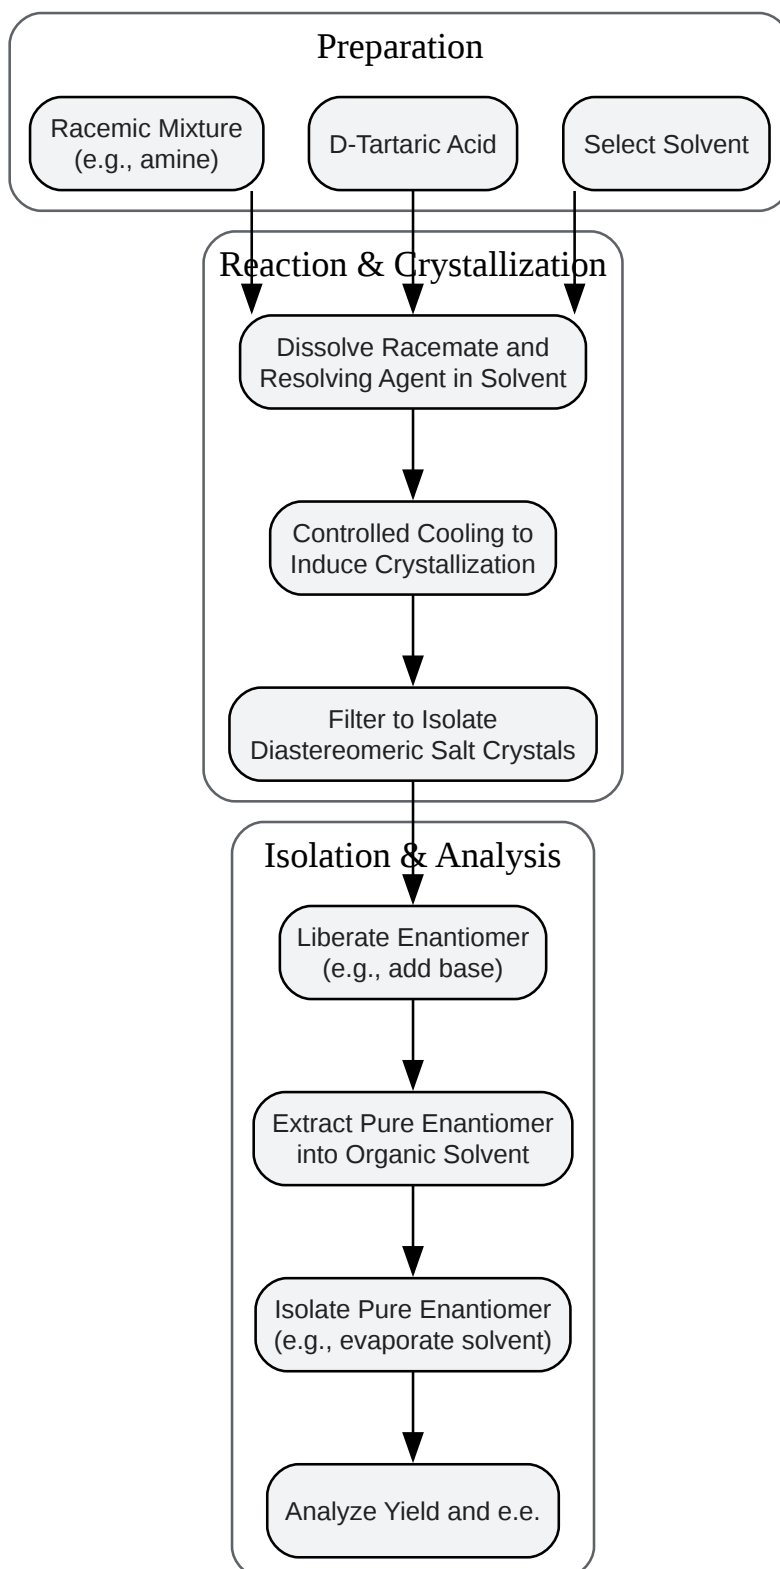 Preparation
Racemic Mixture
(e.g., amine)
D-Tartaric Acid
Select Solvent
Reaction & Crystallization
Dissolve Racemate and
Resolving Agent in Solvent
Controlled Cooling to
Induce Crystallization
Filter to Isolate
Diastereomeric Salt Crystals
Isolation & Analysis
Liberate Enantiomer
(e.g., add base)
Extract Pure Enantiomer
into Organic Solvent
Isolate Pure Enantiomer
(e.g., evaporate solvent)
Analyze Yield and e.e.